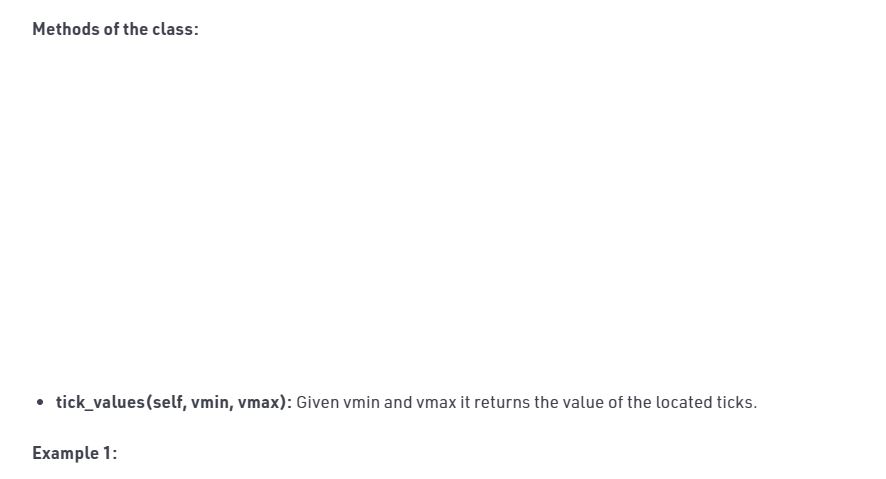 Methods of the class:
• tick_values(self, vmin, vmax): Given vmin and vmax it returns the value of the located ticks.
Example 1: